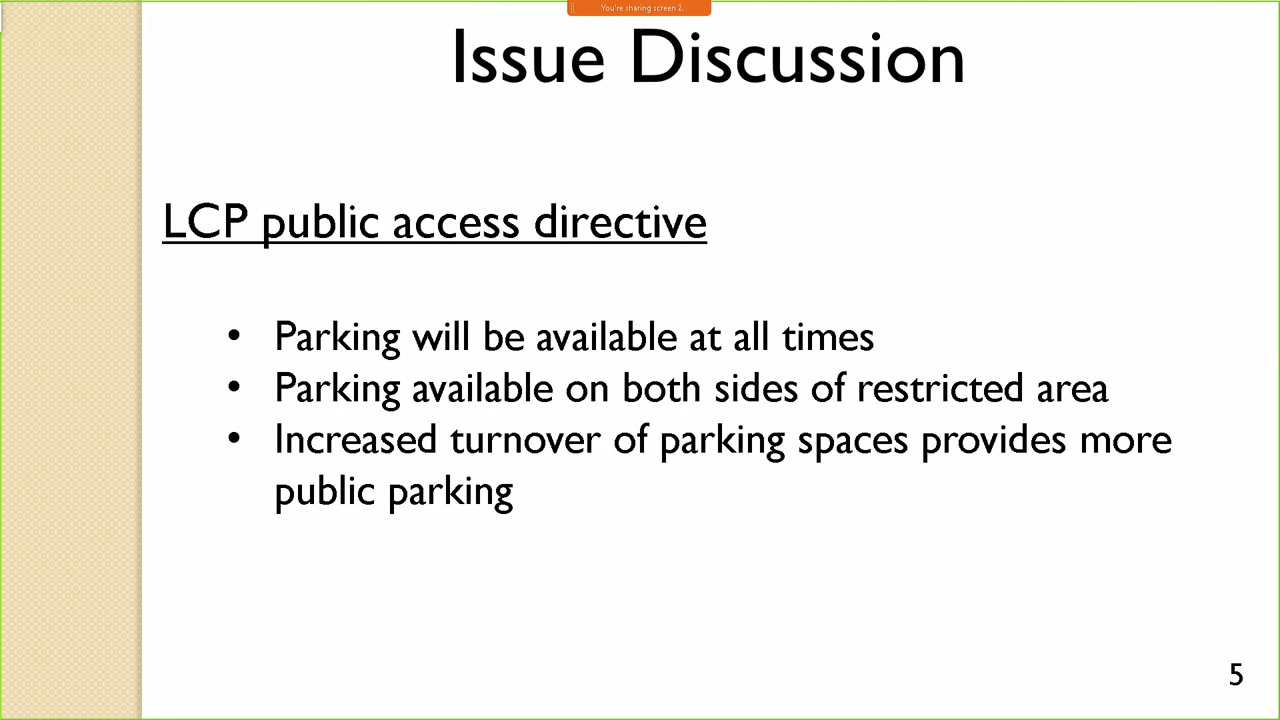 You're sharing screen 2.
Issue Discussion
LCP public access directive
• Parking will be available at all times
• Parking available on both sides of restricted area
• Increased turnover of parking spaces provides more
public parking
5